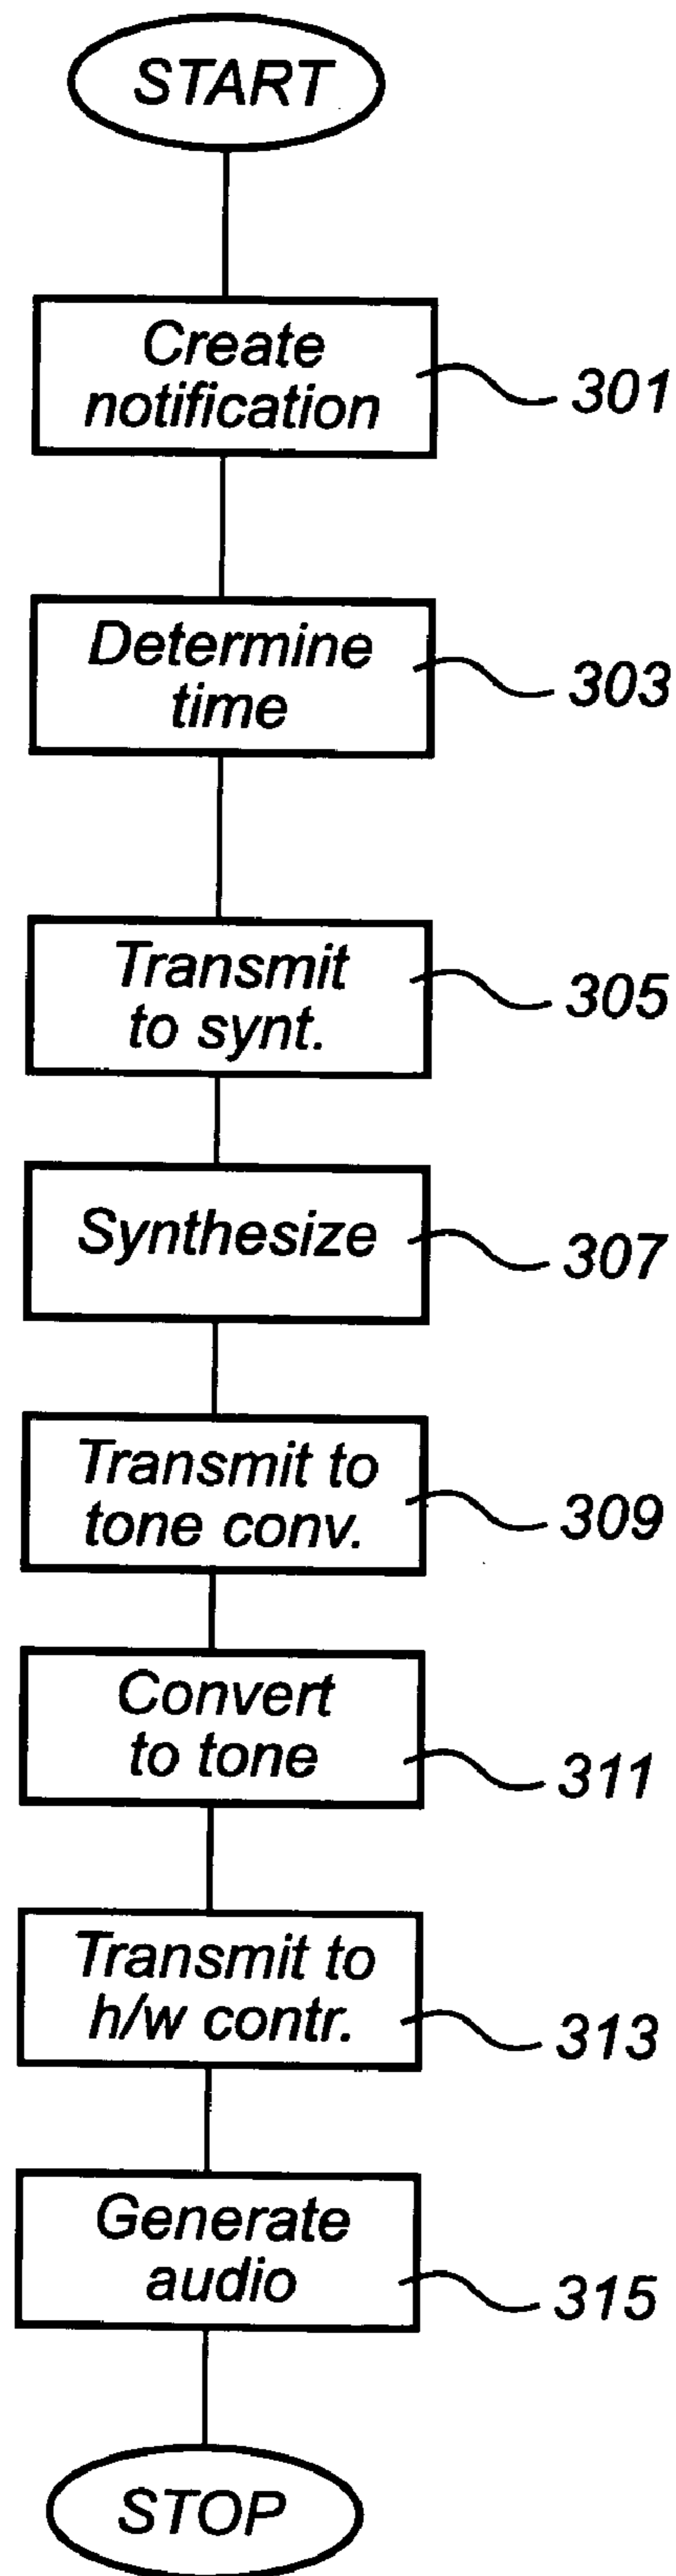 START
Create
notification
301
Determine
time
303
Transmit
to synt.
305
Synthesize
307
Transmit to
tone conv.
309
Convert
to tone
311
Transmit to
h/w contr.
313
Generate
audio
315
STOP